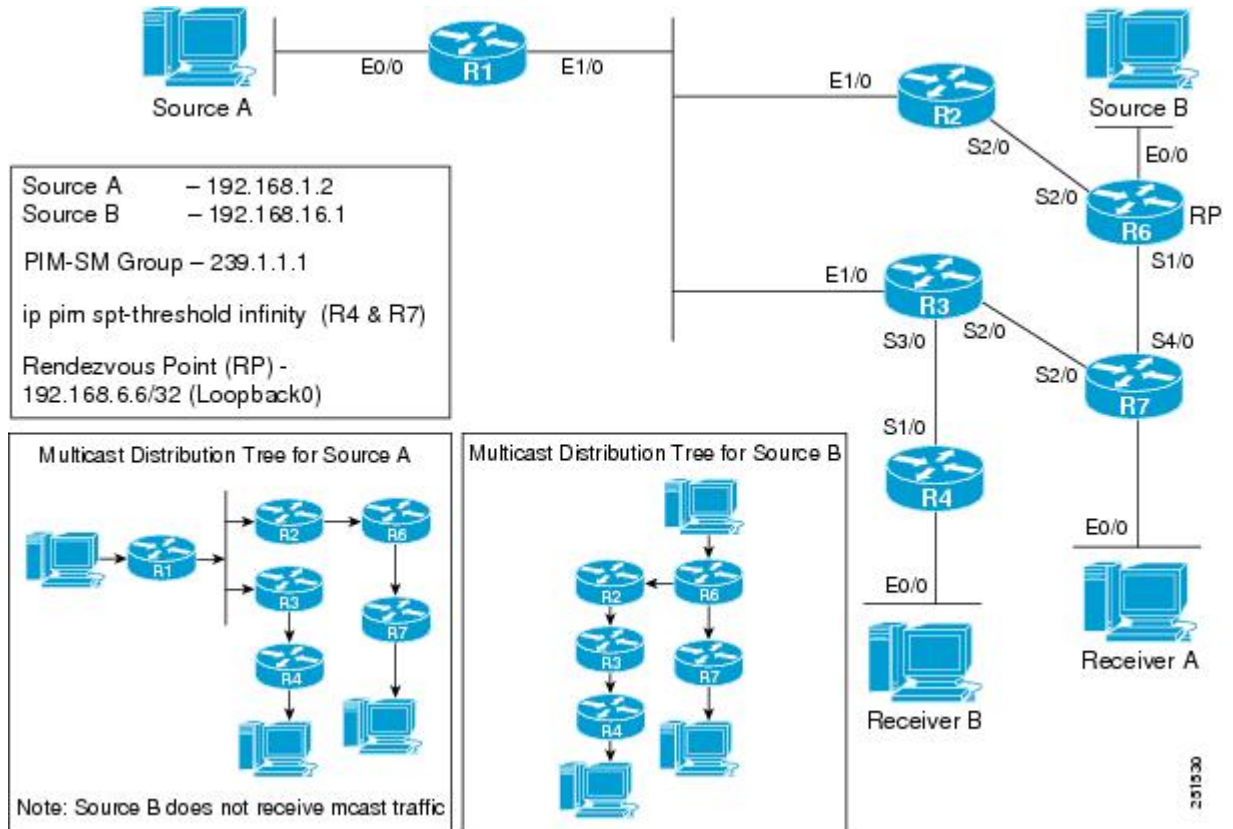 Source A
E0/0
R1
E1/0
E1/0
R2
S2/0
Source B
E0/0
S2/0
R6
RP
S1/0
Source A – 192.168.1.2
Source B – 192.168.16.1
PIM-SM Group – 239.1.1.1
ip pim spt-threshold infinity (R4 & R7)
Rendezvous Point (RP) -
192.168.6.6/32 (Loopback0)
E1/0
R3
S3/0
S2/0
S4/0
S2/0
R7
S1/0
R4
E0/0
Receiver B
E0/0
Receiver A
Multicast Distribution Tree for Source A
R1
R2
R6
R3
R7
R4
Note: Source B does not receive mcast traffic
Multicast Distribution Tree for Source B
R2
R6
R3
R7
R4
251530